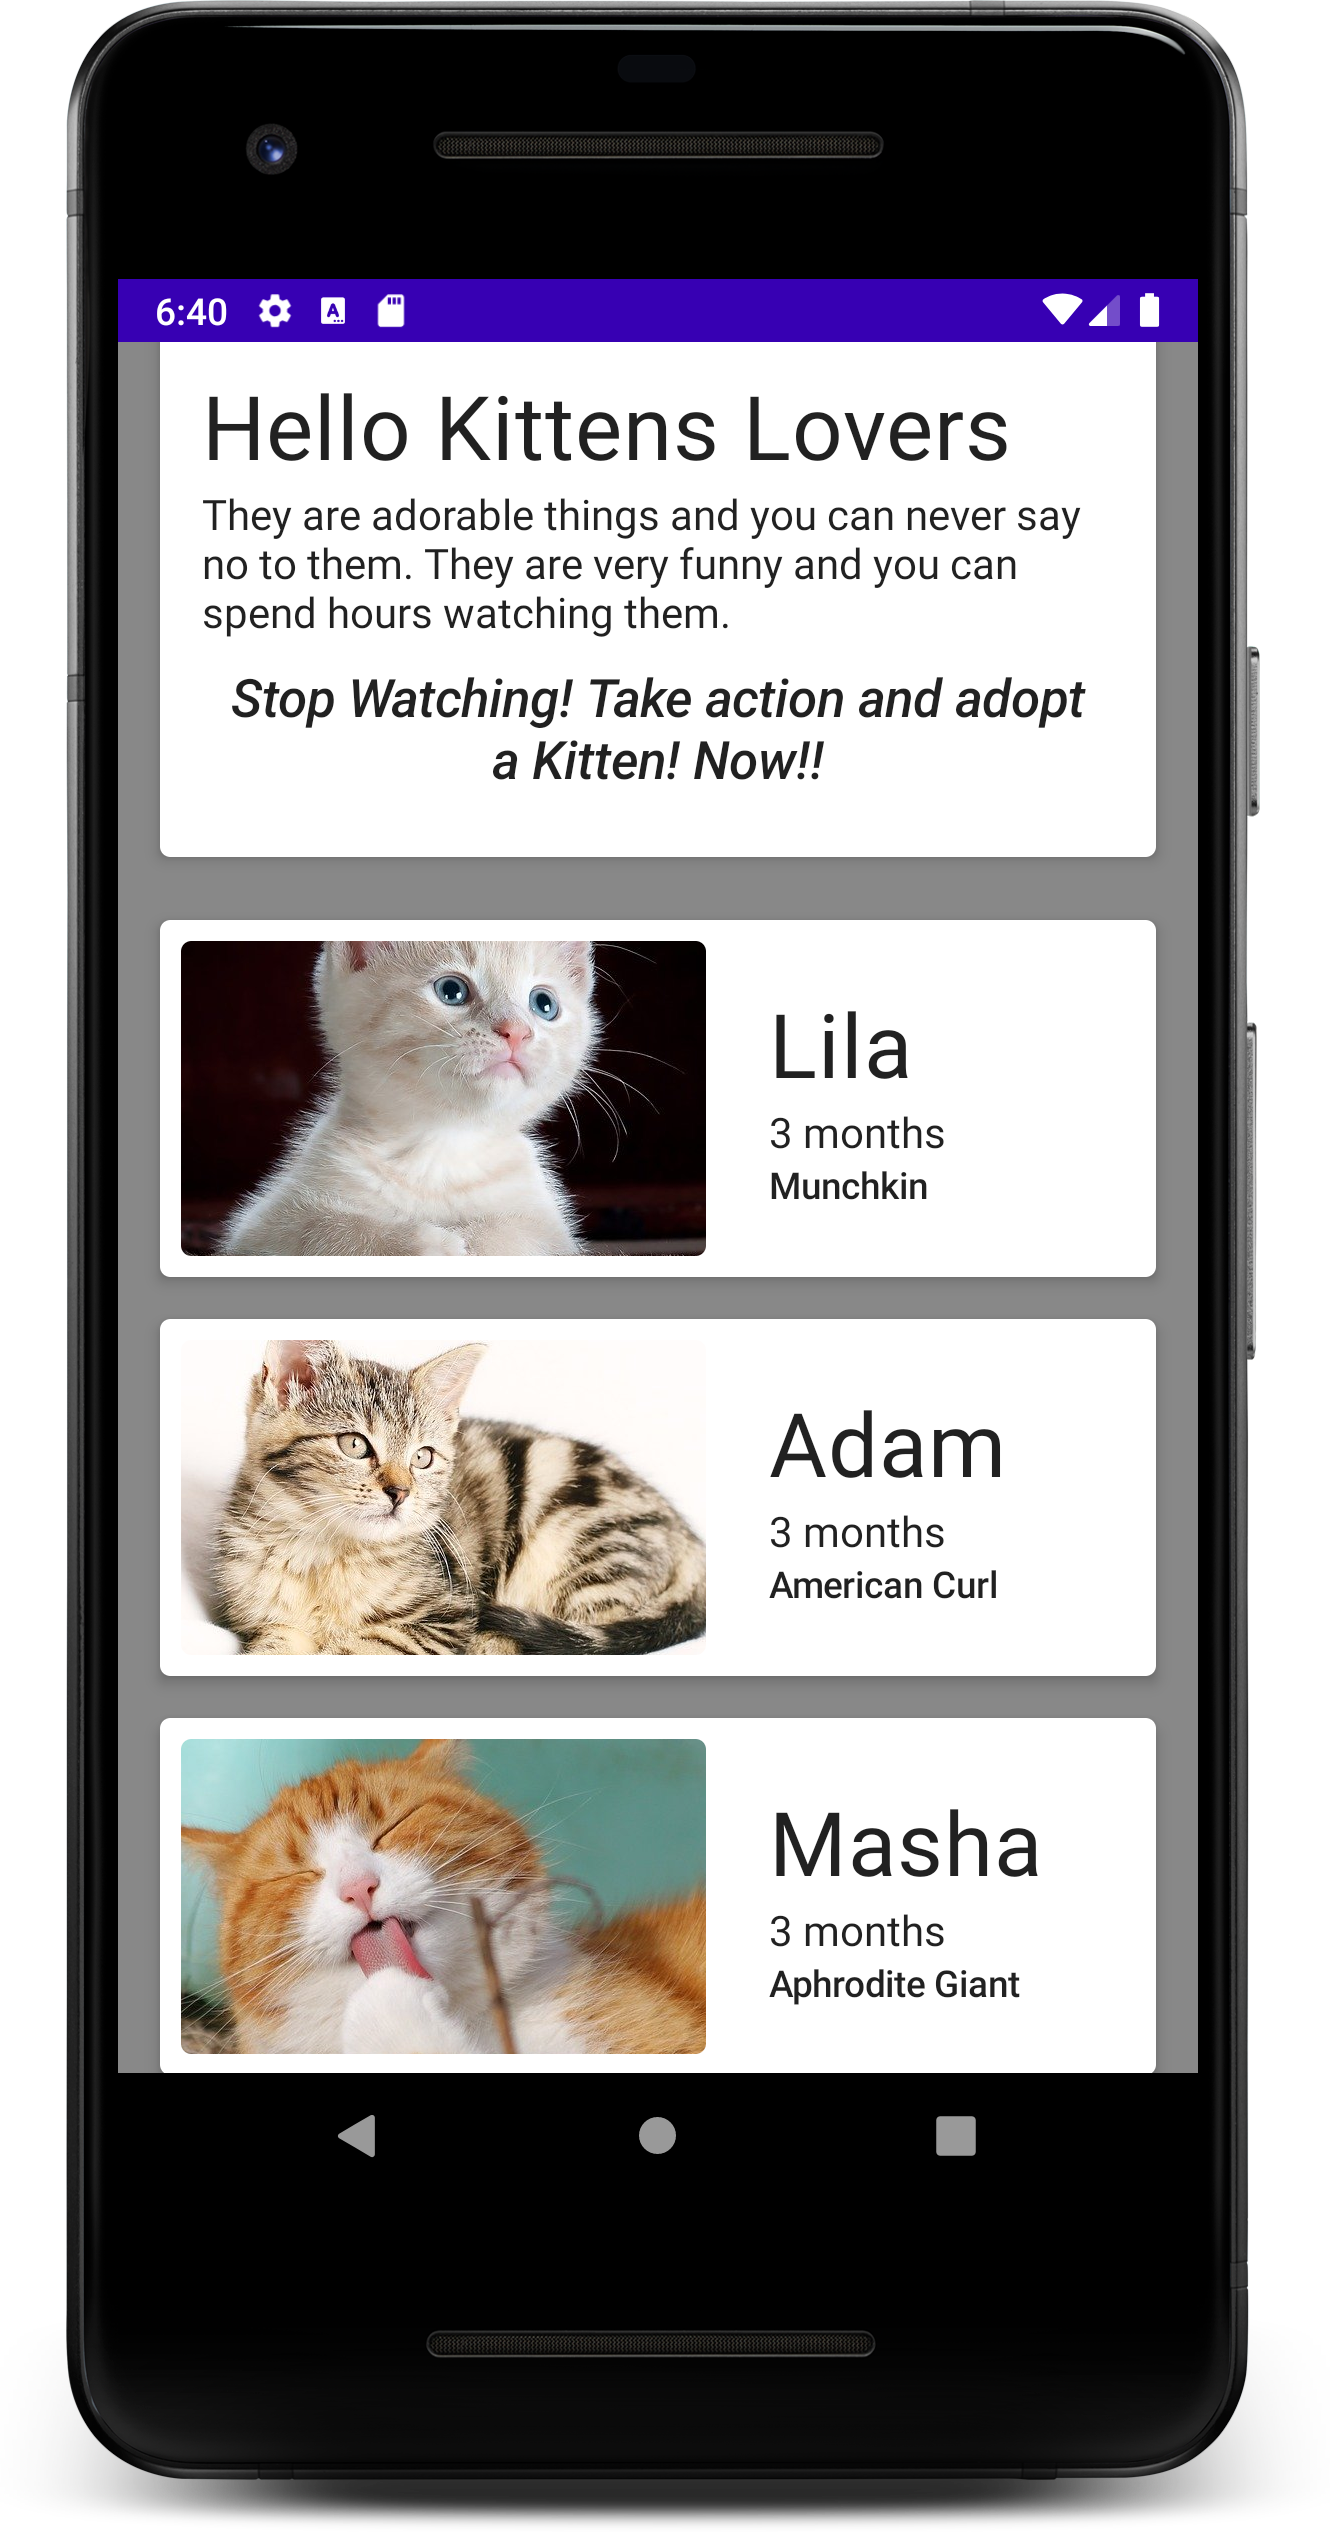 6:40
Hello Kittens Lovers
They are adorable things and you can never say
no to them. They are very funny and you can
spend hours watching them.
Stop Watching! Take action and adopt
a Kitten! Now!!
Lila
3 months
Munchkin
Adam
3 months
American Curl
Masha
3 months
Aphrodite Giant